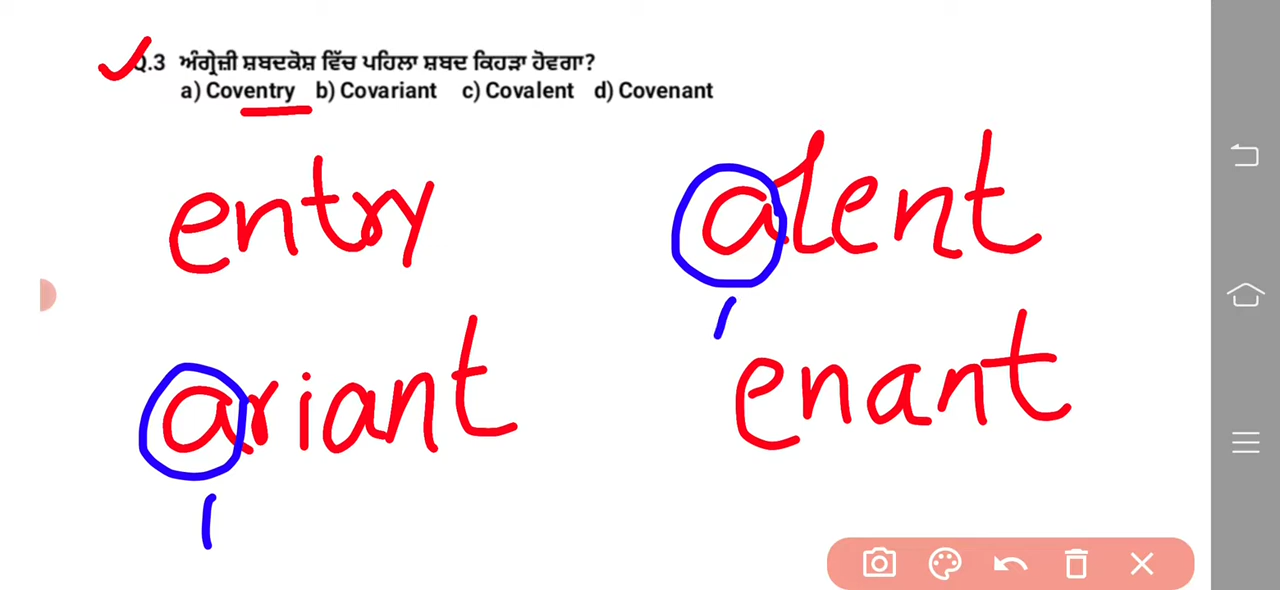 Q.3 ਅੰਗ੍ਰੇਜ਼ੀ ਸ਼ਬਦਕੋਸ਼ ਵਿੱਚ ਪਹਿਲਾ ਸ਼ਬਦ ਕਿਹੜਾ ਹੋਵਗਾ?
a) Coventry b) Covariant c) Covalent d) Covenant
entry alent
ariant enant